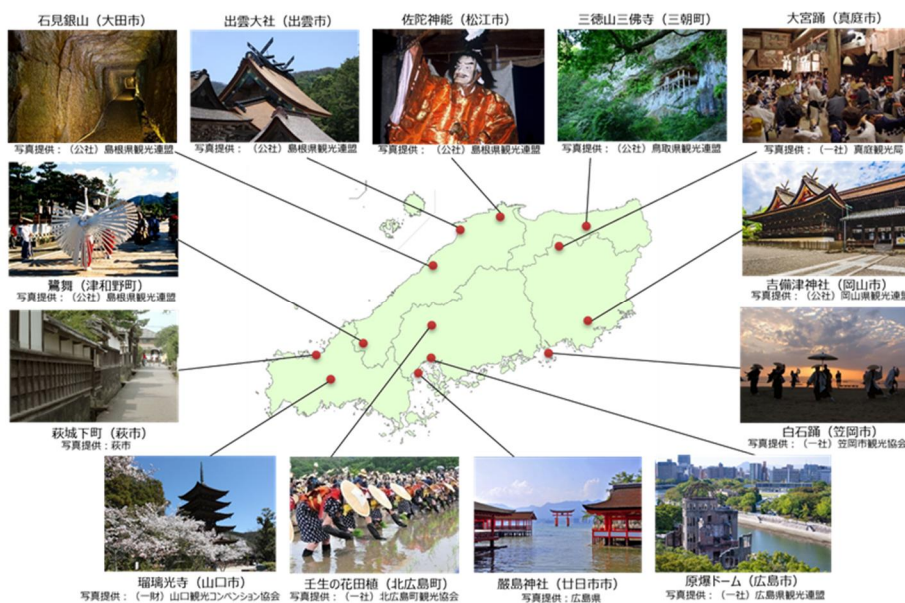 石見銀山（大田市）
写真提供：（公社）島根県観光連盟
出雲大社（出雲市）
写真提供：（公社）島根県観光連盟
佐陀神能（松江市）
写真提供：（公社）島根県観光連盟
三徳山三佛寺（三朝町）
写真提供：（公社）鳥取県観光連盟
大宮踊（真庭市）
写真提供：（一社）真庭観光局
鷺舞（津和野町）
写真提供：（公社）島根県観光連盟
吉備津神社（岡山市）
写真提供：（公社）岡山県観光連盟
萩城下町（萩市）
写真提供：萩市
白石踊（笠岡市）
写真提供：（一社）笠岡市観光協会
瑠璃光寺（山口市）
写真提供：（一財）山口観光コンベンション協会
壬生の花田植（北広島町）
写真提供：（一社）北広島町観光協会
厳島神社（廿日市市）
写真提供：広島県
原爆ドーム（広島市）
写真提供：（一社）広島県観光連盟